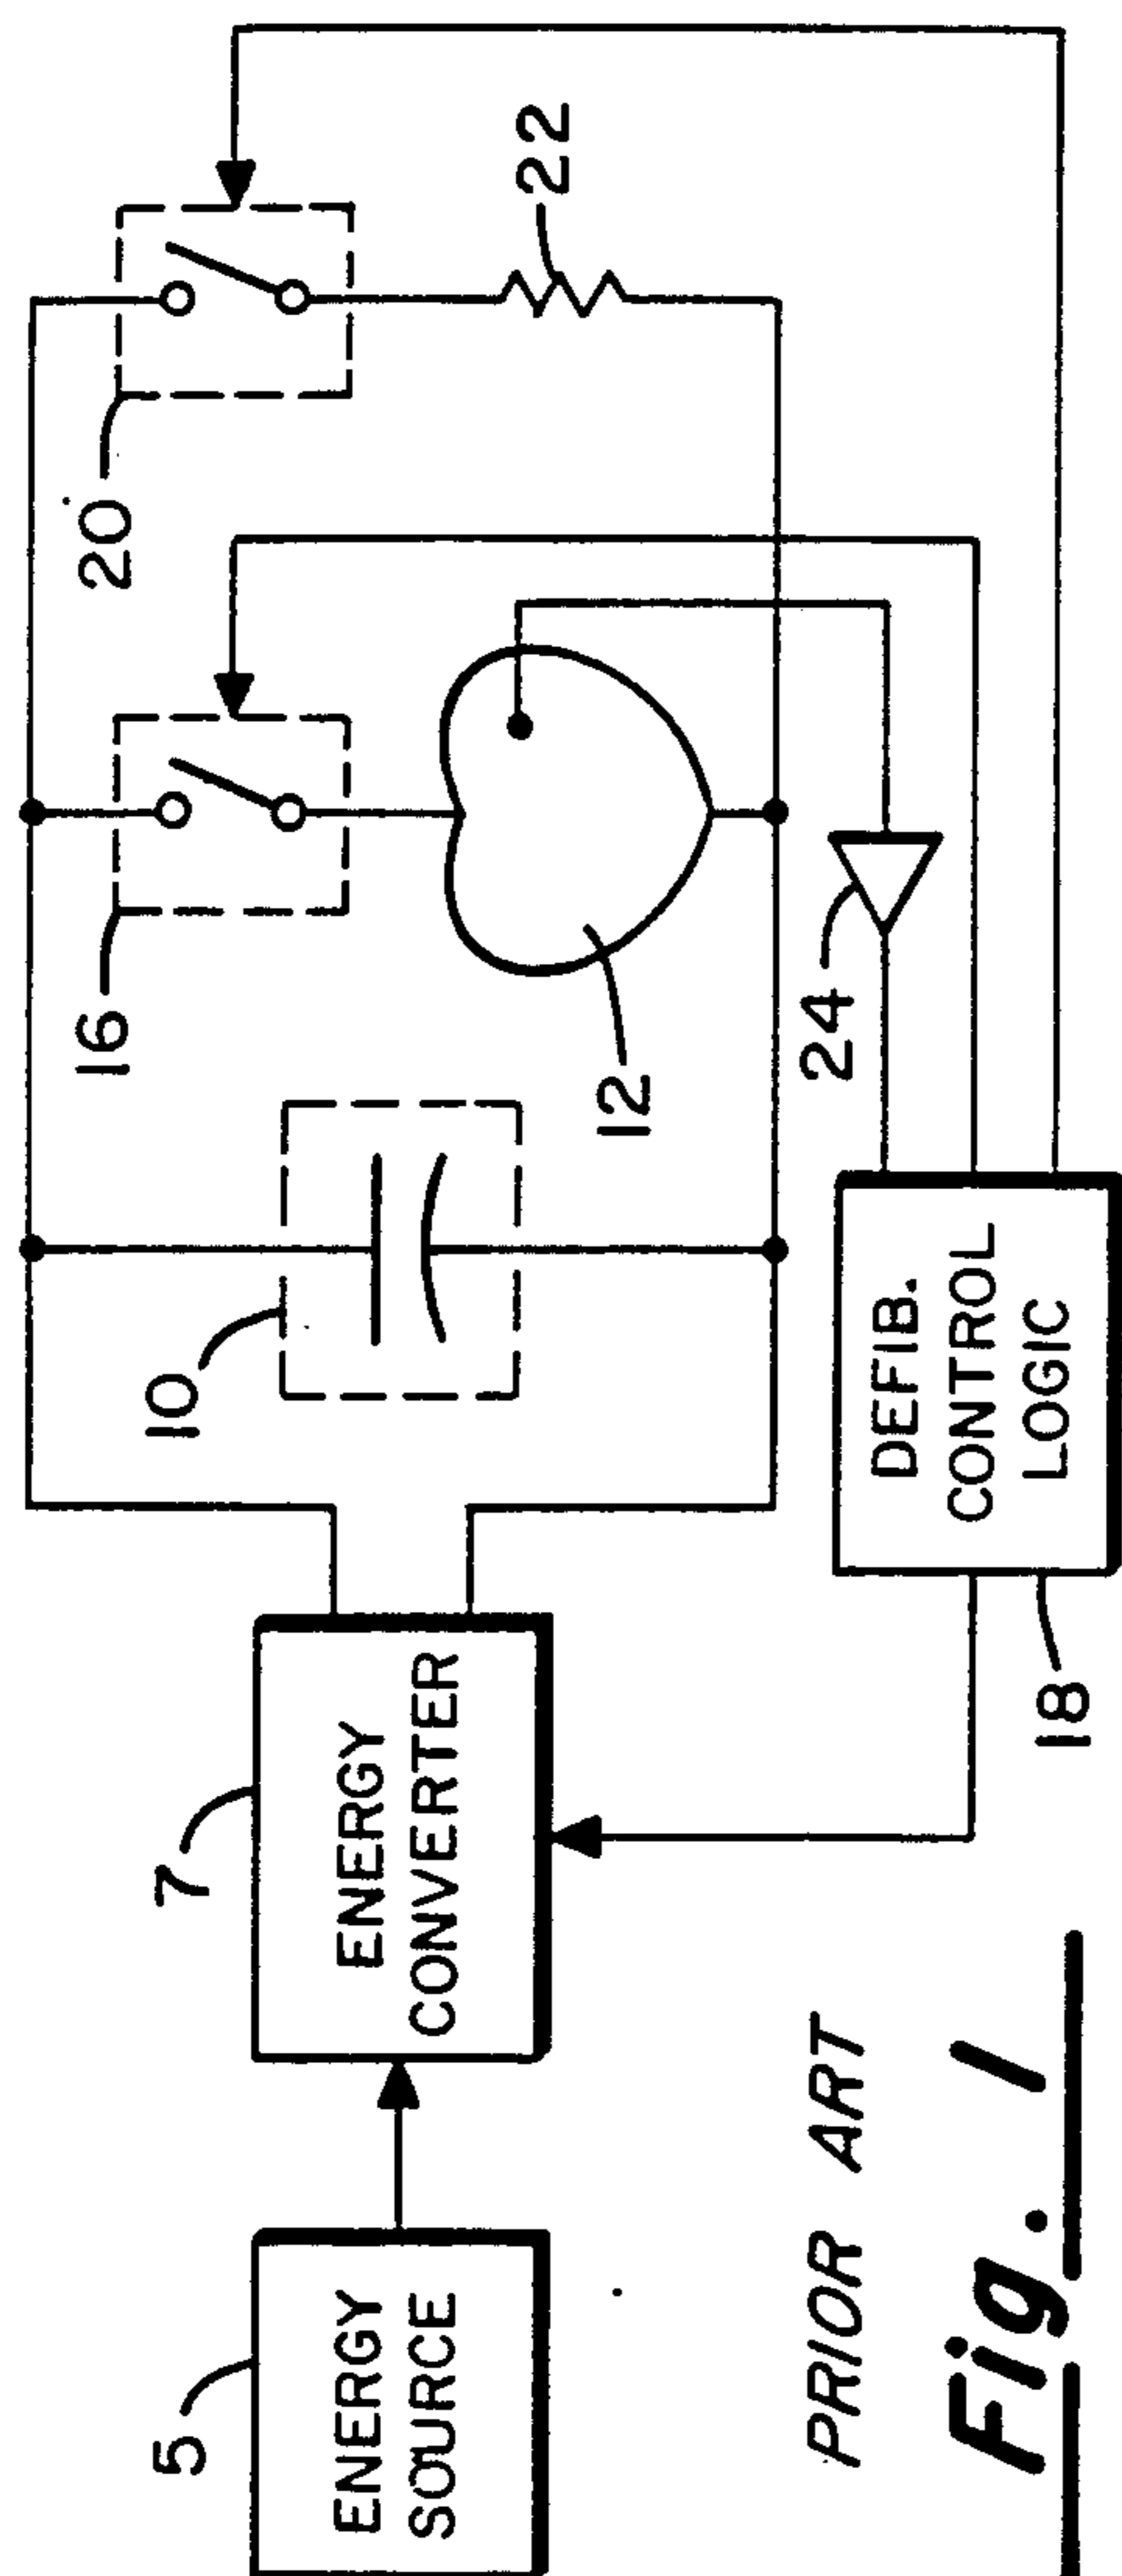 5
ENERGY
SOURCE
7
ENERGY
CONVERTER
10
16
12
20
22
24
DEFIB.
CONTROL
LOGIC
18
PRIOR ART
Fig. 1